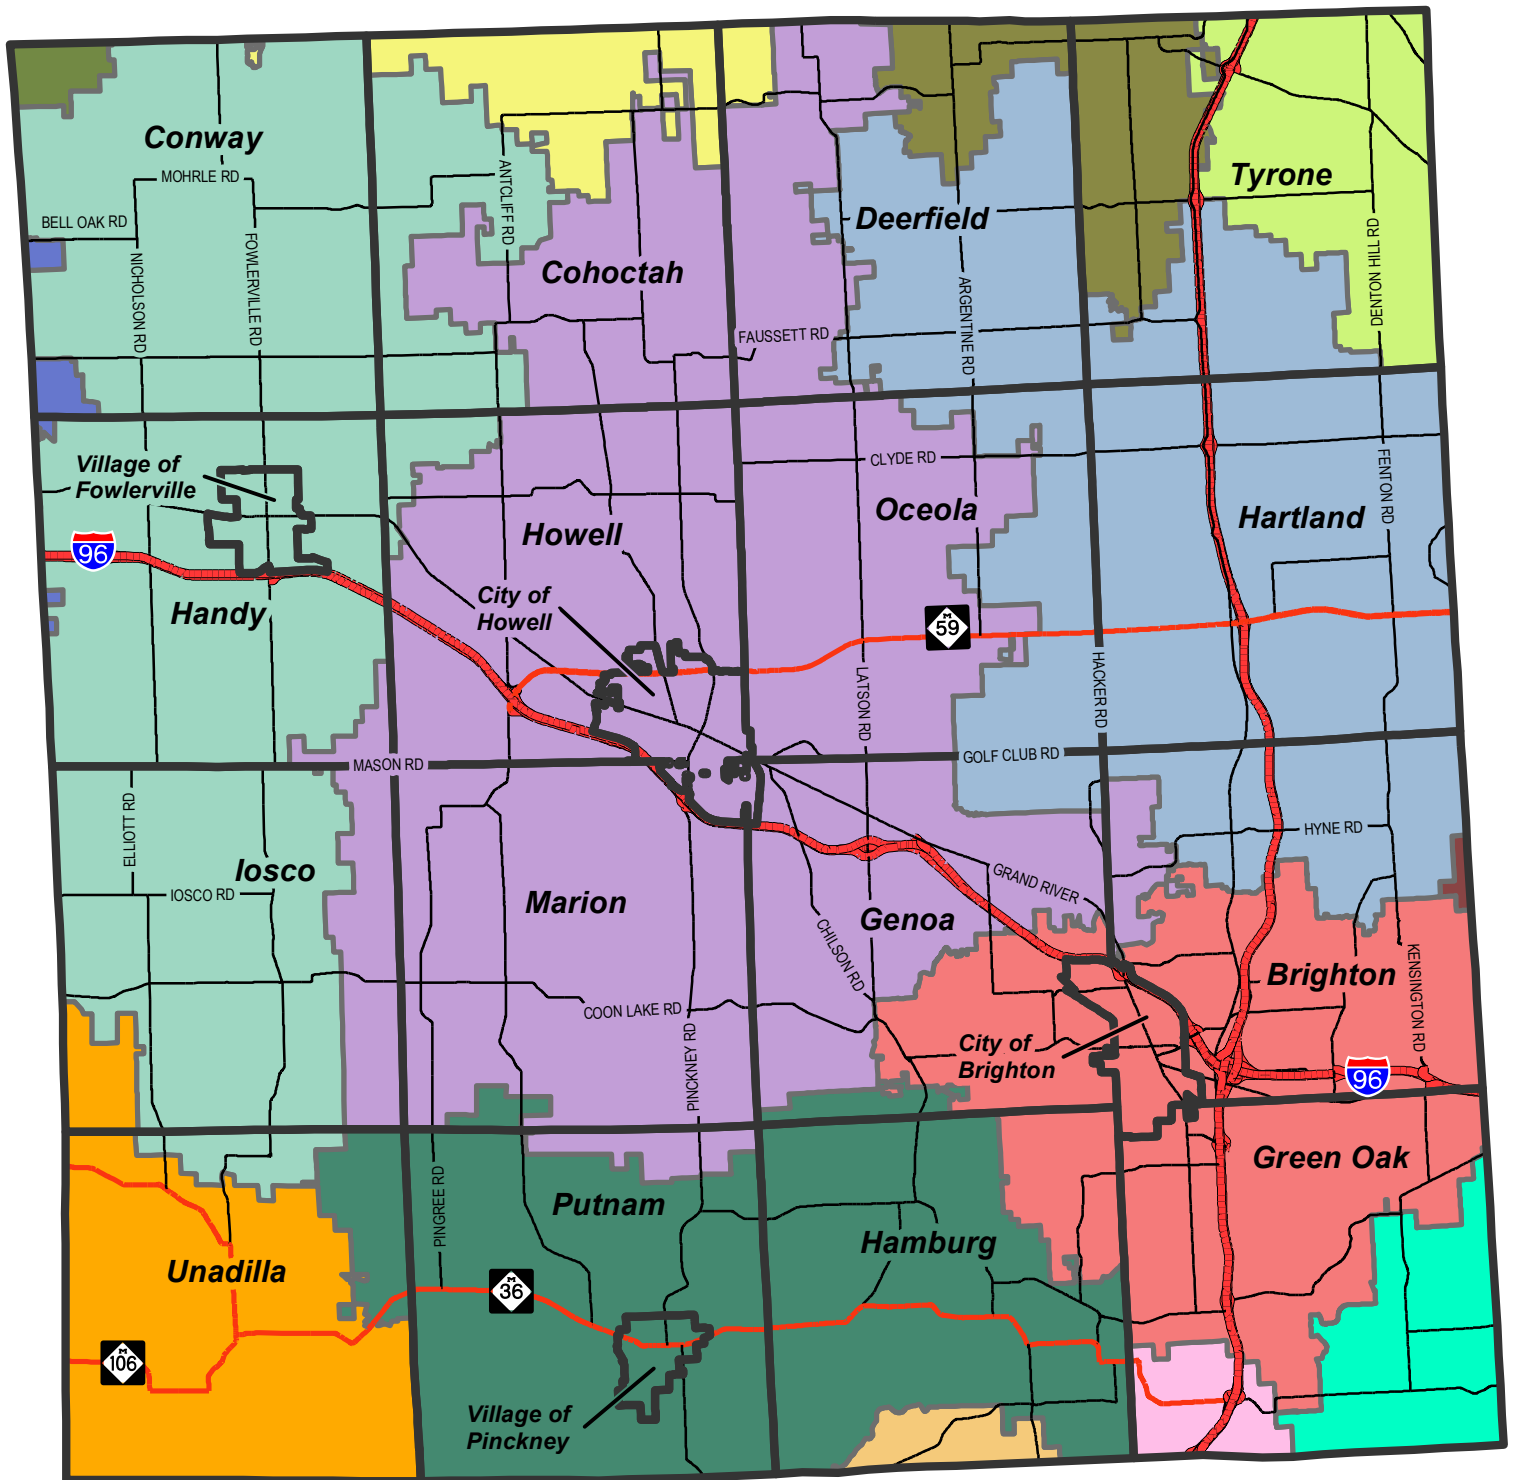 Conway
MOHRLE RD
BELL OAK RD
NICHOLSON RD
FOWLERVILLE RD
ANTCLIFF RD
Cohoctah
Deerfield
Tyrone
FAUSSETT RD
ARGENTINE RD
DENTON HILL RD
Village of
Fowlerville
96
Handy
Howell
City of
Howell
CLYDE RD
Oceola
M
59
Hartland
FENTON RD
LATSON RD
HACKER RD
MASON RD
GOLF CLUB RD
ELLIOTT RD
Iosco
IOSCO RD
Marion
Genoa
GRAND RIVER
HYNE RD
CHILSON RD
COON LAKE RD
PINCKNEY RD
Brighton
KENSINGTON RD
City of
Brighton
96
Green Oak
PINGREE RD
Putnam
Hamburg
Unadilla
M
36
M
106
Village of
Pinckney